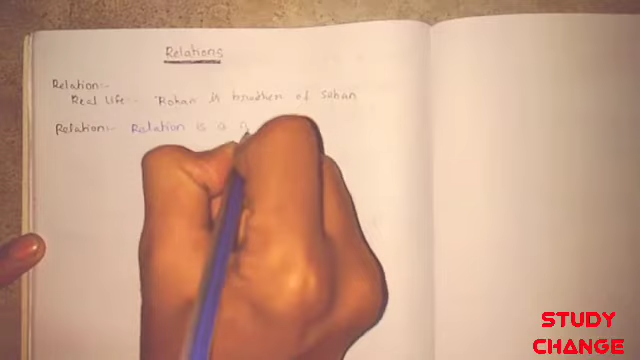 Relations
Relation:-
Real Life:- Rohan is brother of Sohan
Relation:- Relation is a
STUDY
CHANGE